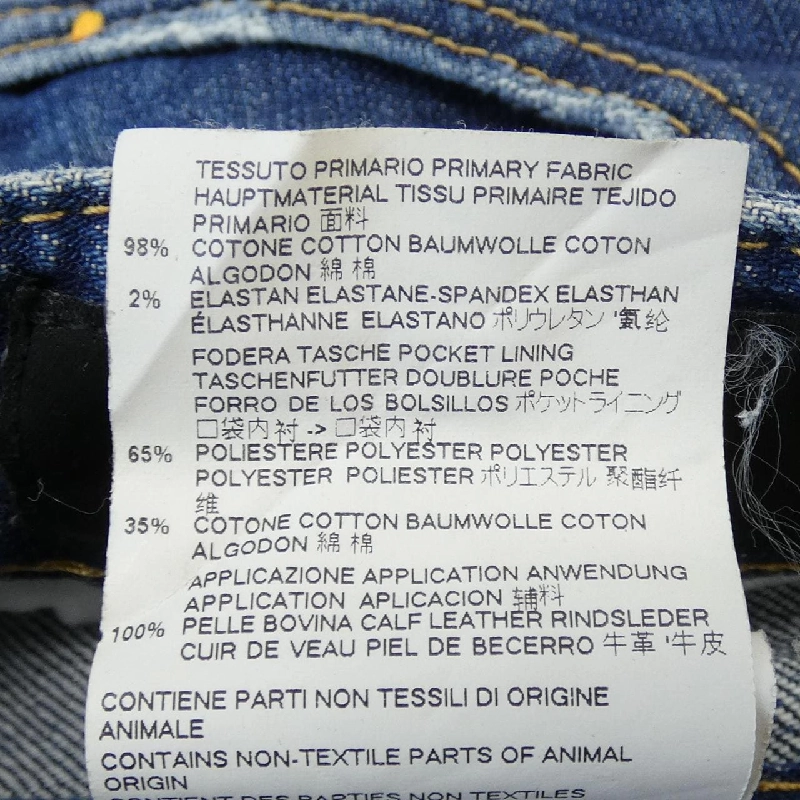 TESSUTO PRIMARIO PRIMARY FABRIC
HAUPTMATERIAL TISSU PRIMAIRE TEJIDO
PRIMARIO 面料
98% COTONE COTTON BAUMWOLLE COTON
ALGODON 綿 棉
2% ELASTAN ELASTANE-SPANDEX ELASTHAN
ÉLASTHANNE ELASTANO ポリウレタン '氨纶
FODERA TASCHE POCKET LINING
TASCHENFUTTER DOUBLURE POCHE
FORRO DE LOS BOLSILLOS ポケットライニング
口袋内衬 -> 口袋内衬
65% POLIESTERE POLYESTER POLYESTER
POLYESTER POLIESTER ポリエステル 聚酯纤
维
35% COTONE COTTON BAUMWOLLE COTON
ALGODON 綿 棉
APPLICAZIONE APPLICATION ANWENDUNG
APPLICATION APLICACION 辅料
100% PELLE BOVINA CALF LEATHER RINDSLEDER
CUIR DE VEAU PIEL DE BECERRO 牛革 '牛皮
CONTIENE PARTI NON TESSILI DI ORIGINE
ANIMALE
CONTAINS NON-TEXTILE PARTS OF ANIMAL
ORIGIN
CONTIENT DES PARTIES NON TEXTILES